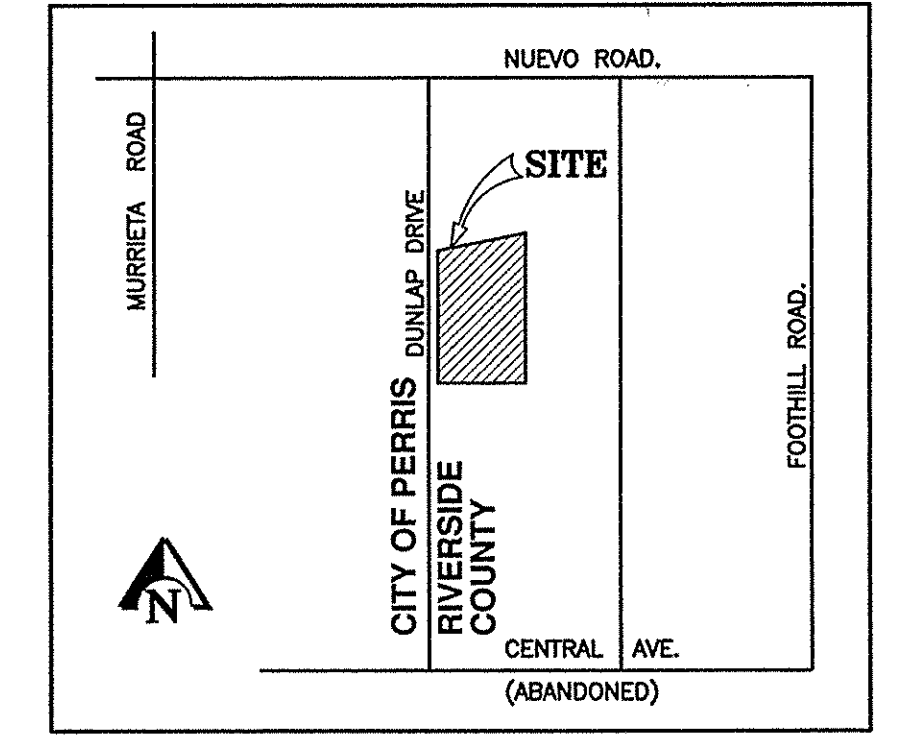 NUEVO ROAD.
MURRIETA ROAD
SITE
DUNLAP DRIVE
FOOTHILL ROAD.
CITY OF PERRIS
RIVERSIDE
COUNTY
N
CENTRAL AVE.
(ABANDONED)